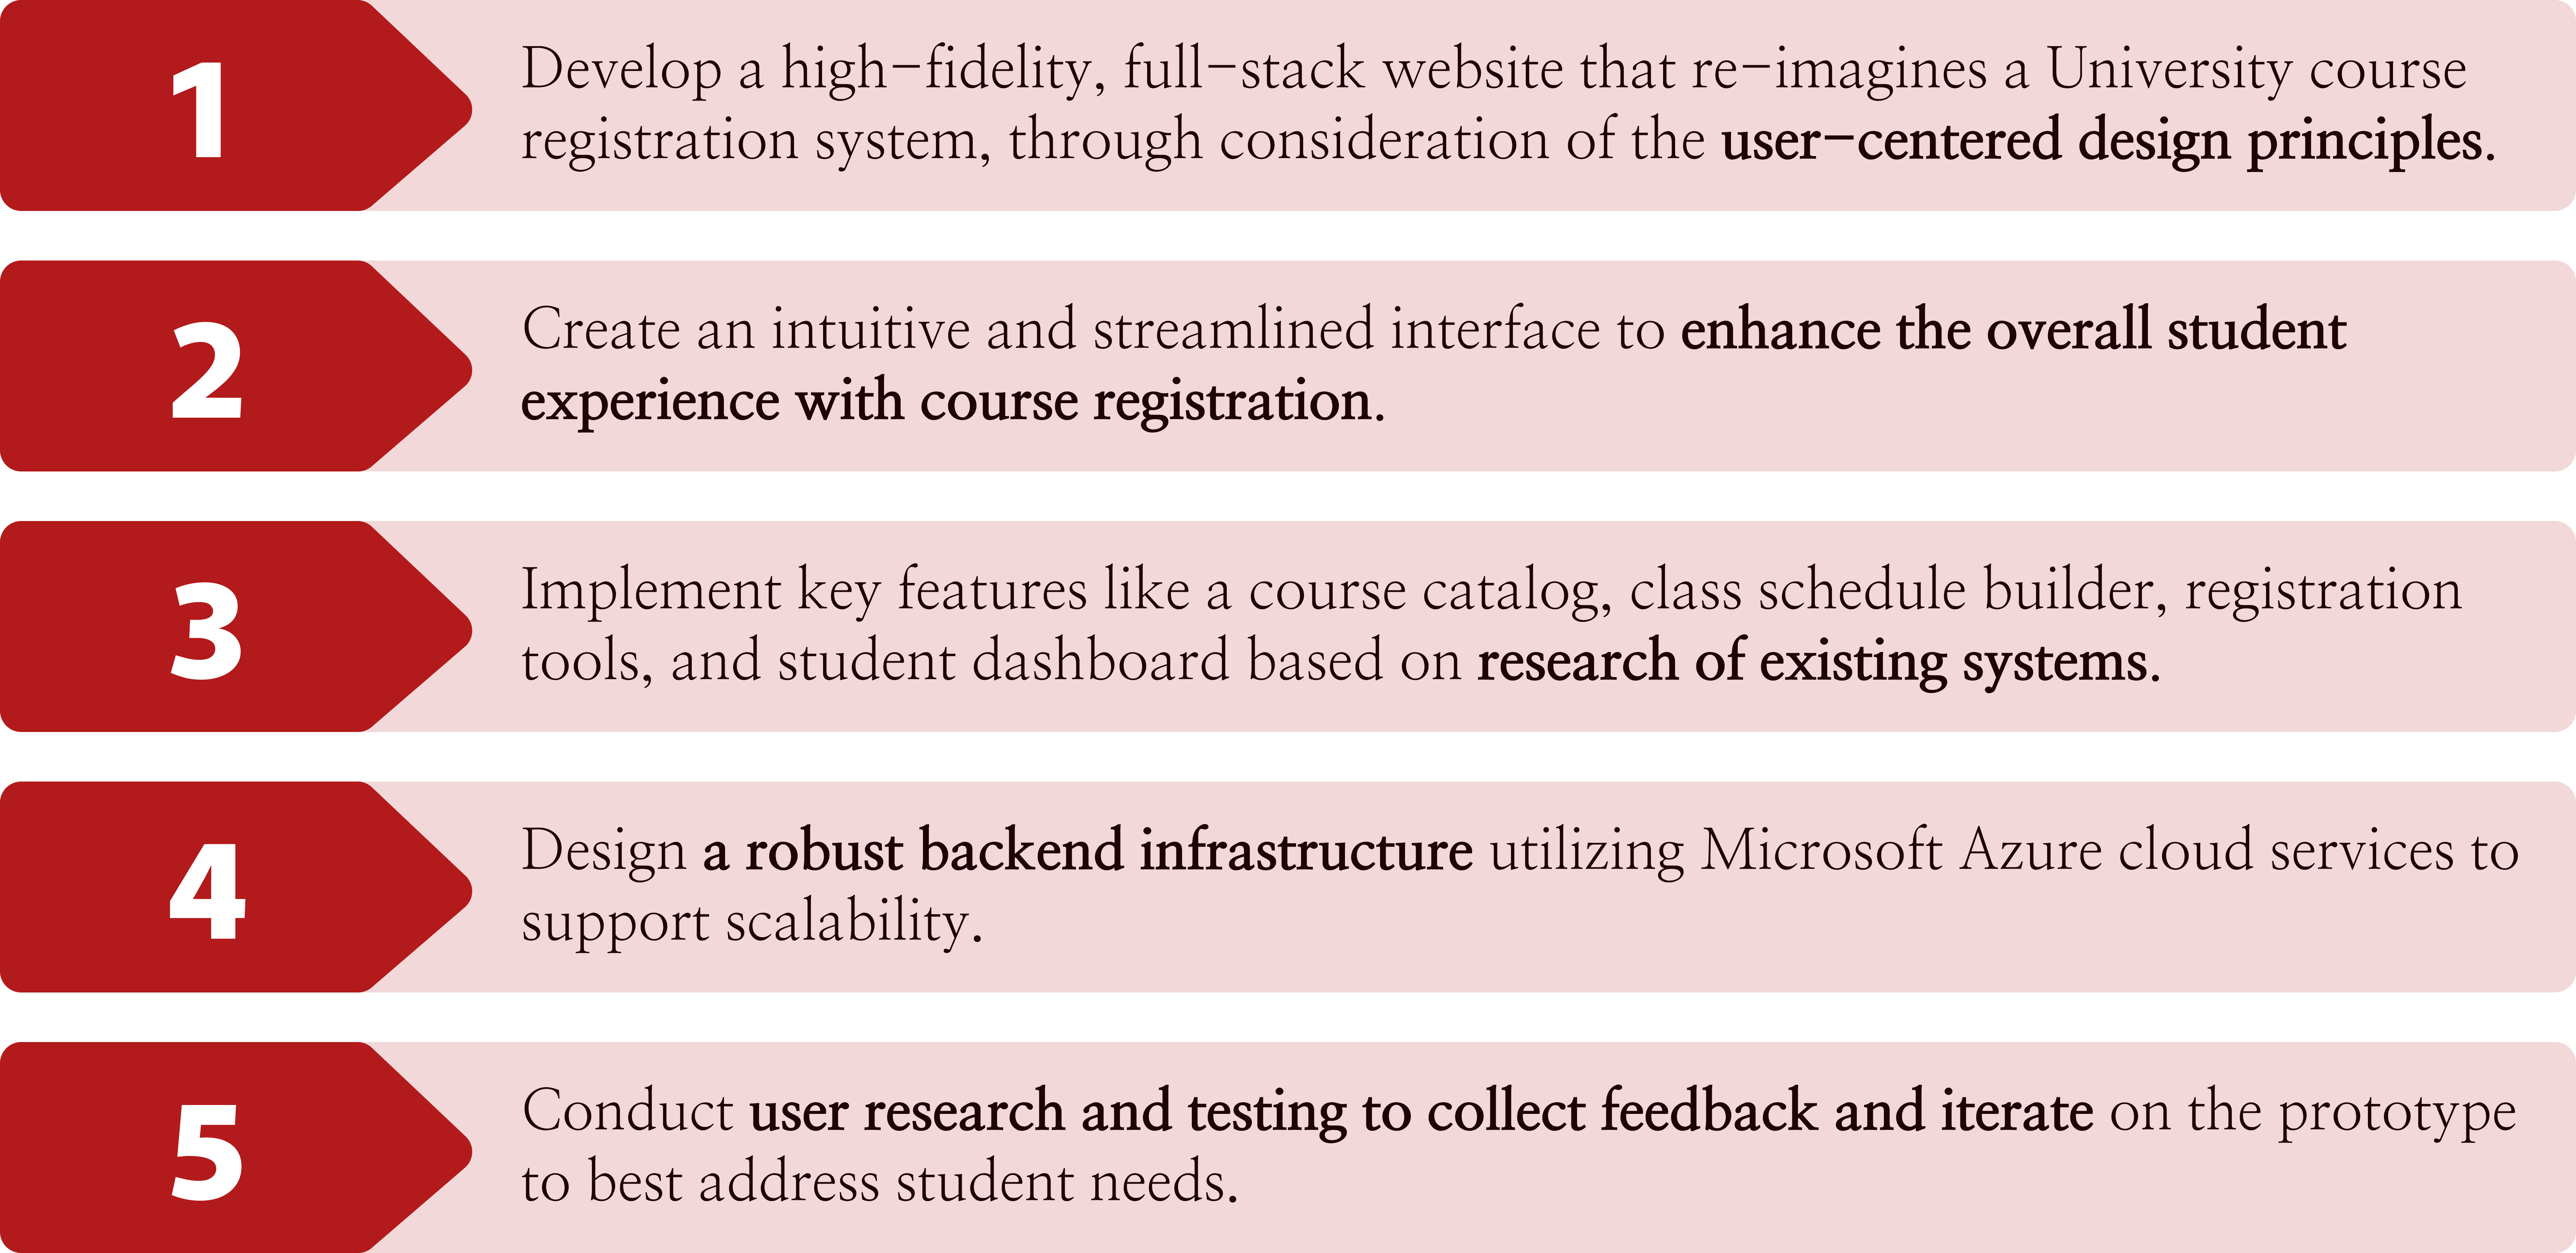 1
Develop a high-fidelity, full-stack website that re-imagines a University course
registration system, through consideration of the user-centered design principles.
2
Create an intuitive and streamlined interface to enhance the overall student
experience with course registration.
3
Implement key features like a course catalog, class schedule builder, registration
tools, and student dashboard based on research of existing systems.
4
Design a robust backend infrastructure utilizing Microsoft Azure cloud services to
support scalability.
5
Conduct user research and testing to collect feedback and iterate on the prototype
to best address student needs.